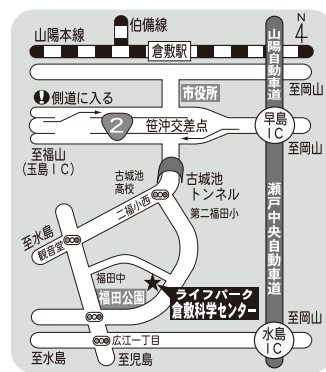 山陽本線
伯備線
N
4
倉敷駅
山陽自動車道
市役所
至岡山
側道に入る
2
笹沖交差点
早島
IC
至福山
(玉島IC)
至岡山
古城池
高校
古城池
トンネル
二福小西
第二福田小
瀬戸中央自動車道
至水島
観音堂
福田中
福田公園
ライフパーク
倉敷科学センター
至岡山
広江一丁目
水島
IC
至水島
至児島